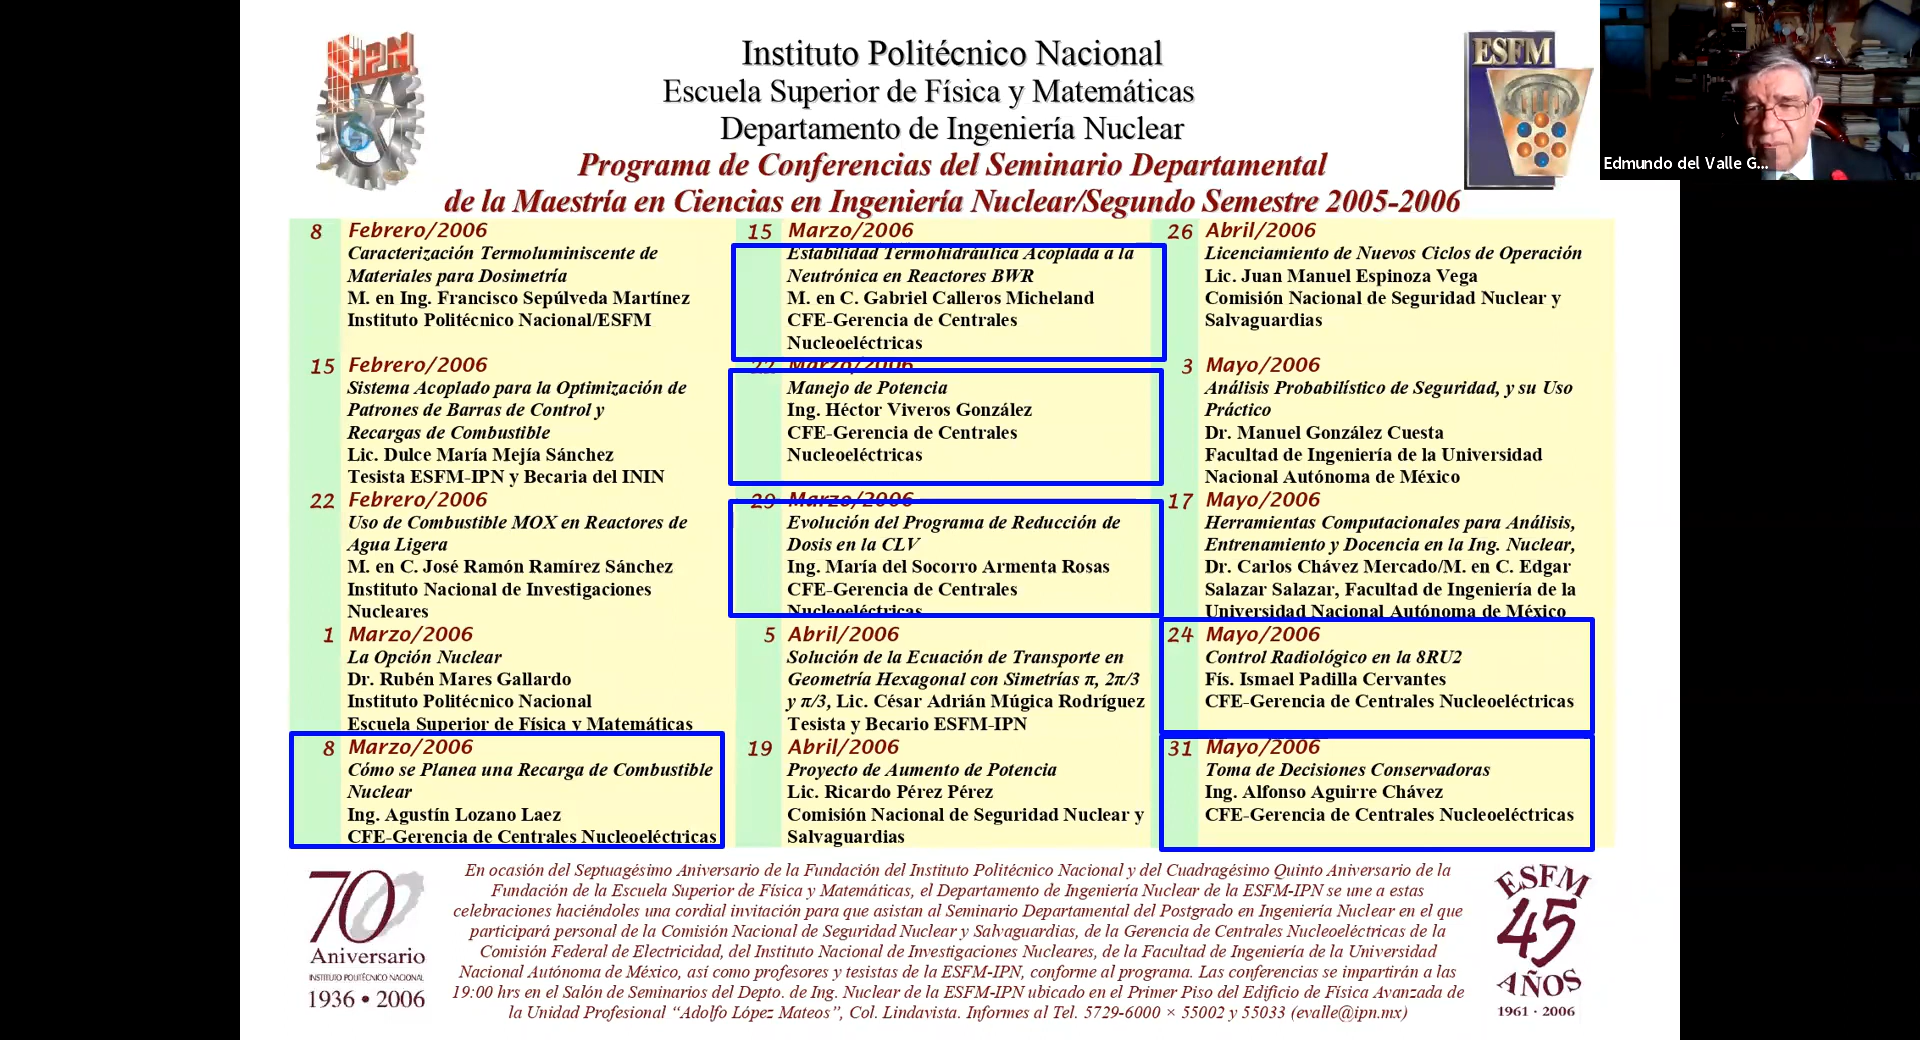 IPN
Instituto Politécnico Nacional
Escuela Superior de Física y Matemáticas
Departamento de Ingeniería Nuclear
Programa de Conferencias del Seminario Departamental
de la Maestría en Ciencias en Ingeniería Nuclear/Segundo Semestre 2005-2006
ESFM
Edmundo del Valle G...
8 Febrero/2006
Caracterización Termoluminiscente de
Materiales para Dosimetría
M. en Ing. Francisco Sepúlveda Martínez
Instituto Politécnico Nacional/ESFM
15 Febrero/2006
Sistema Acoplado para la Optimización de
Patrones de Barras de Control y
Recargas de Combustible
Lic. Dulce María Mejía Sánchez
Tesista ESFM-IPN y Becaria del ININ
22 Febrero/2006
Uso de Combustible MOX en Reactores de
Agua Ligera
M. en C. José Ramón Ramírez Sánchez
Instituto Nacional de Investigaciones
Nucleares
1 Marzo/2006
La Opción Nuclear
Dr. Rubén Mares Gallardo
Instituto Politécnico Nacional
Escuela Superior de Física y Matemáticas
8 Marzo/2006
Cómo se Planea una Recarga de Combustible
Nuclear
Ing. Agustín Lozano Laez
CFE-Gerencia de Centrales Nucleoeléctricas
15 Marzo/2006
Estabilidad Termohidráulica Acoplada a la
Neutrónica en Reactores BWR
M. en C. Gabriel Calleros Micheland
CFE-Gerencia de Centrales
Nucleoeléctricas
22 Marzo/2006
Manejo de Potencia
Ing. Héctor Viveros González
CFE-Gerencia de Centrales
Nucleoeléctricas
29 Marzo/2006
Evolución del Programa de Reducción de
Dosis en la CLV
Ing. María del Socorro Armenta Rosas
CFE-Gerencia de Centrales
Nucleoeléctricas
5 Abril/2006
Solución de la Ecuación de Transporte en
Geometría Hexagonal con Simetrías π, 2π/3
y π/3, Lic. César Adrián Múgica Rodríguez
Tesista y Becario ESFM-IPN
19 Abril/2006
Proyecto de Aumento de Potencia
Lic. Ricardo Pérez Pérez
Comisión Nacional de Seguridad Nuclear y
Salvaguardias
26 Abril/2006
Licenciamiento de Nuevos Ciclos de Operación
Lic. Juan Manuel Espinoza Vega
Comisión Nacional de Seguridad Nuclear y
Salvaguardias
3 Mayo/2006
Análisis Probabilístico de Seguridad, y su Uso
Práctico
Dr. Manuel González Cuesta
Facultad de Ingeniería de la Universidad
Nacional Autónoma de México
17 Mayo/2006
Herramientas Computacionales para Análisis,
Entrenamiento y Docencia en la Ing. Nuclear,
Dr. Carlos Chávez Mercado/M. en C. Edgar
Salazar Salazar, Facultad de Ingeniería de la
Universidad Nacional Autónoma de México
24 Mayo/2006
Control Radiológico en la 8RU2
Fís. Ismael Padilla Cervantes
CFE-Gerencia de Centrales Nucleoeléctricas
31 Mayo/2006
Toma de Decisiones Conservadoras
Ing. Alfonso Aguirre Chávez
CFE-Gerencia de Centrales Nucleoeléctricas
70
Aniversario
INSTITUTO POLITÉCNICO NACIONAL
1936 • 2006
En ocasión del Septuagésimo Aniversario de la Fundación del Instituto Politécnico Nacional y del Cuadragésimo Quinto Aniversario de la
Fundación de la Escuela Superior de Física y Matemáticas, el Departamento de Ingeniería Nuclear de la ESFM-IPN se une a estas
celebraciones haciéndoles una cordial invitación para que asistan al Seminario Departamental del Postgrado en Ingeniería Nuclear en el que
participará personal de la Comisión Nacional de Seguridad Nuclear y Salvaguardias, de la Gerencia de Centrales Nucleoeléctricas de la
Comisión Federal de Electricidad, del Instituto Nacional de Investigaciones Nucleares, de la Facultad de Ingeniería de la Universidad
Nacional Autónoma de México, así como profesores y tesistas de la ESFM-IPN, conforme al programa. Las conferencias se impartirán a las
19:00 hrs en el Salón de Seminarios del Depto. de Ing. Nuclear de la ESFM-IPN ubicado en el Primer Piso del Edificio de Física Avanzada de
la Unidad Profesional “Adolfo López Mateos”, Col. Lindavista. Informes al Tel. 5729-6000 × 55002 y 55033 (evalle@ipn.mx)
ESFM
45
AÑOS
1961 · 2006